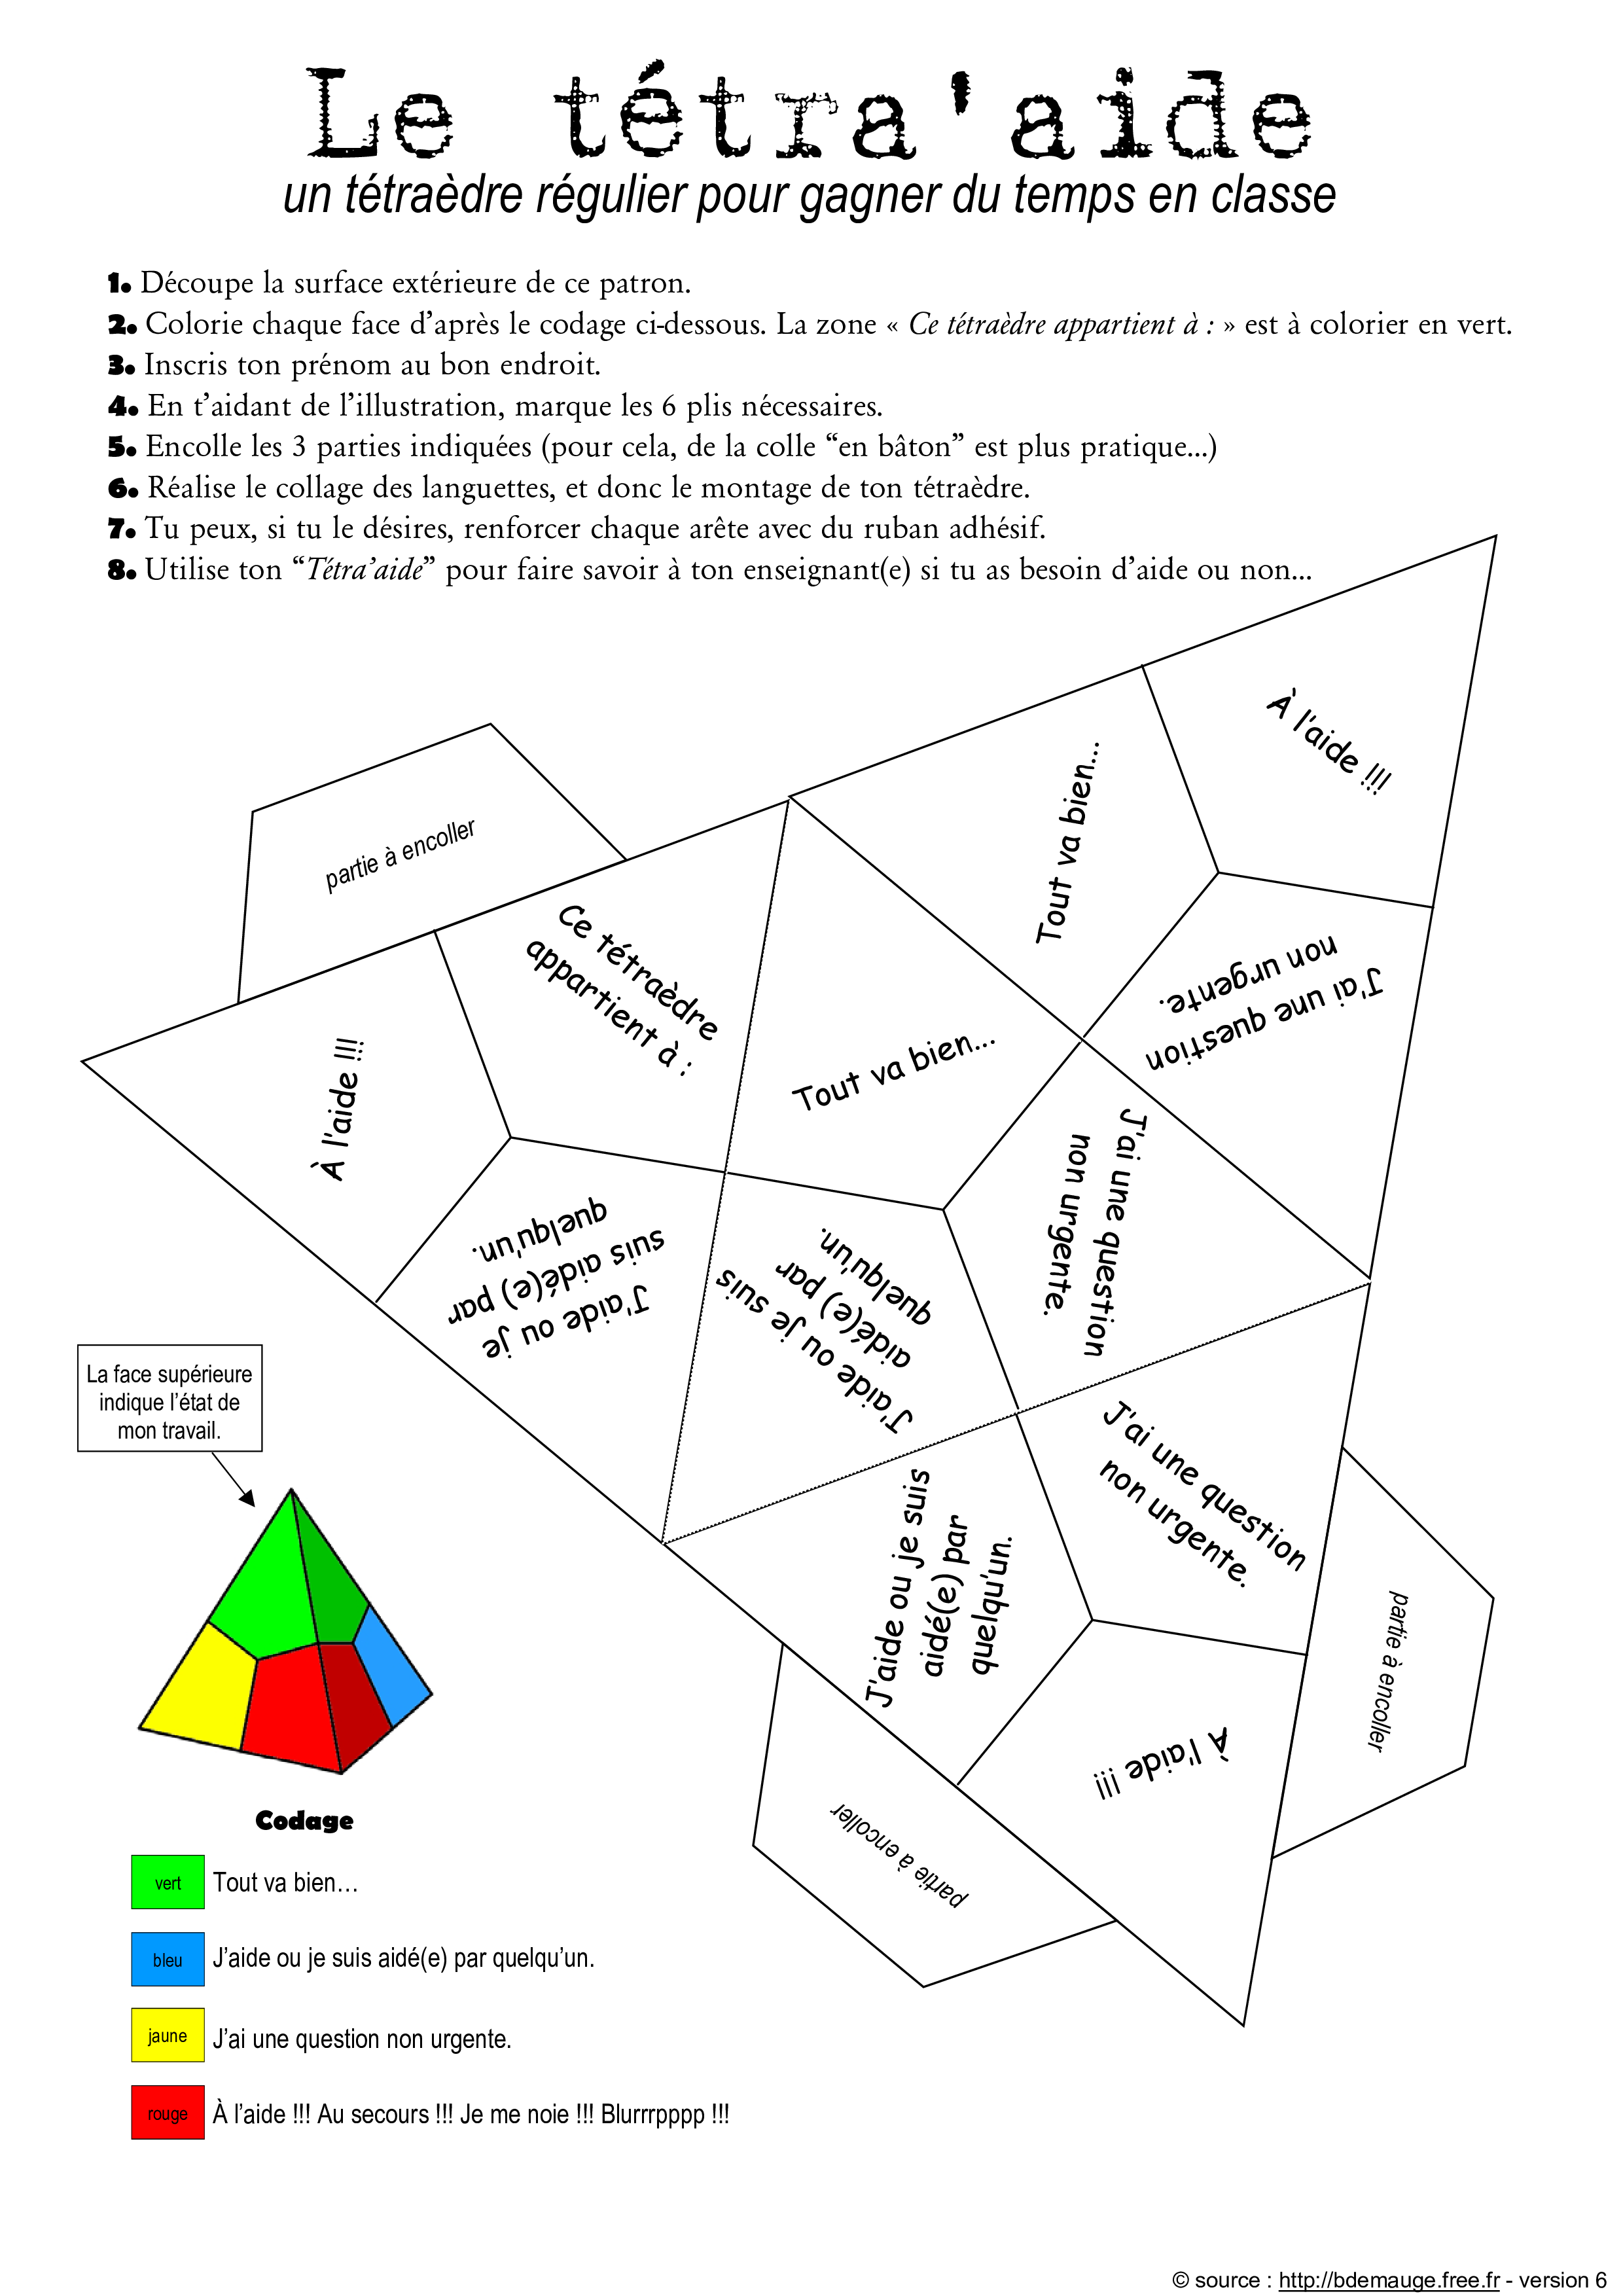 Le tétra'aide
un tétraèdre régulier pour gagner du temps en classe
1. Découpe la surface extérieure de ce patron.
2. Colorie chaque face d’après le codage ci-dessous. La zone « Ce tétraèdre appartient à : » est à colorier en vert.
3. Inscris ton prénom au bon endroit.
4. En t’aidant de l’illustration, marque les 6 plis nécessaires.
5. Encolle les 3 parties indiquées (pour cela, de la colle “en bâton” est plus pratique...)
6. Réalise le collage des languettes, et donc le montage de ton tétraèdre.
7. Tu peux, si tu le désires, renforcer chaque arête avec du ruban adhésif.
8. Utilise ton “Tétra’aide” pour faire savoir à ton enseignant(e) si tu as besoin d’aide ou non...
À l'aide !!!
Tout va bien...
partie à encoller
J'ai une question
non urgente.
Ce tétraèdre
appartient à :
À l'aide !!!
Tout va bien...
J'ai une question
non urgente.
J'aide ou je
suis aidé(e) par
quelqu'un.
J'aide ou je suis
aidé(e) par
quelqu'un.
J'ai une question
non urgente.
J'aide ou je suis
aidé(e) par
quelqu'un.
partie à encoller
À l'aide !!!
partie à encoller
La face supérieure
indique l’état de
mon travail.
Codage
vert Tout va bien…
bleu J’aide ou je suis aidé(e) par quelqu’un.
jaune J’ai une question non urgente.
rouge À l’aide !!! Au secours !!! Je me noie !!! Blurrrpppp !!!
© source : http://bdemauge.free.fr - version 6